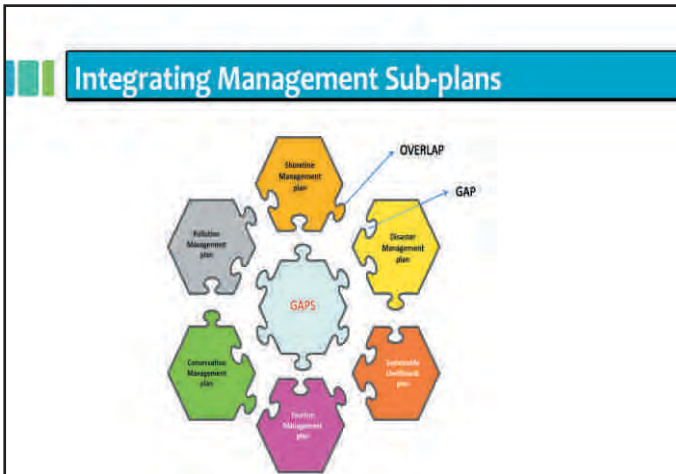 Integrating Management Sub-plans
Shoreline
Management
plan
OVERLAP
GAP
Pollution
Management
plan
Disaster
Management
plan
GAPS
Conservation
Management
plan
Sustainable
Livelihoods
plan
Tourism
Management
plan